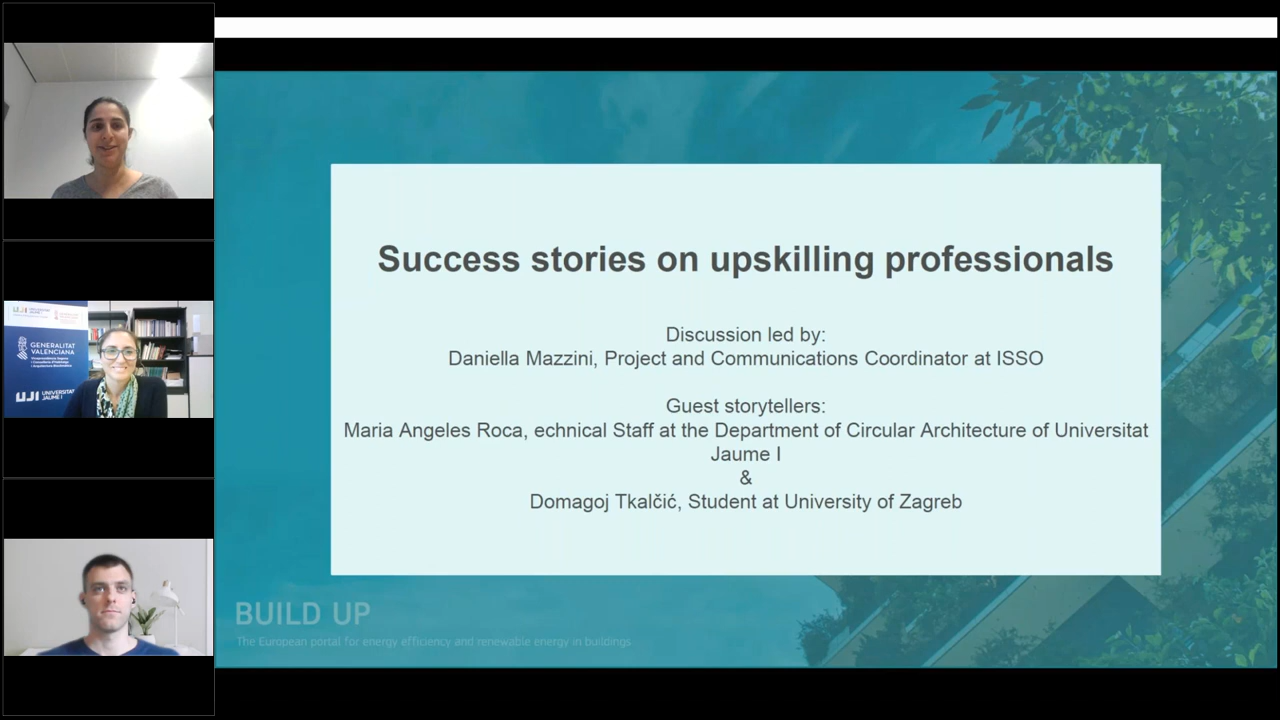 Success stories on upskilling professionals
Discussion led by:
Daniella Mazzini, Project and Communications Coordinator at ISSO
Guest storytellers:
Maria Angeles Roca, echnical Staff at the Department of Circular Architecture of Universitat
Jaume I
&
Domagoj Tkalčić, Student at University of Zagreb
BUILD UP
The European portal for energy efficiency and renewable energy in buildings
UJI
GENERALITAT
VALENCIANA
UJI UNIVERSITAT
JAUME I